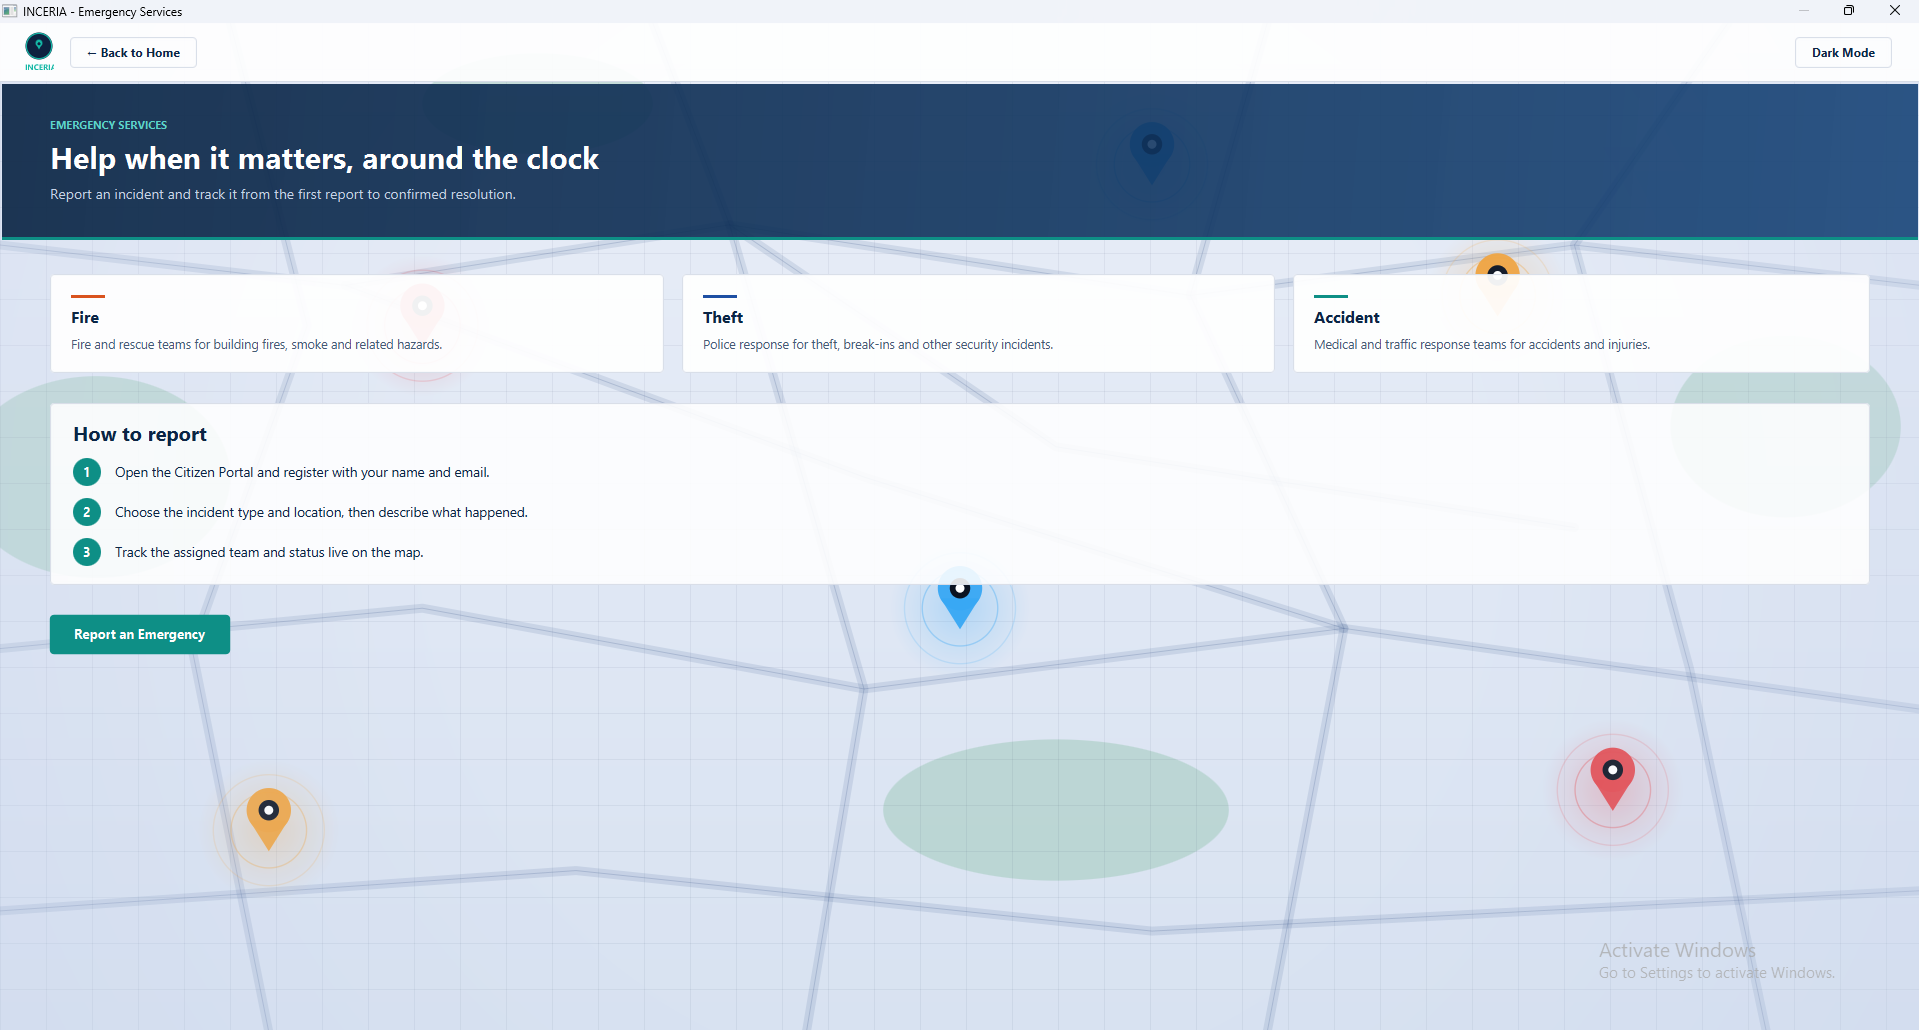 INCERIA - Emergency Services
INCERIA
← Back to Home
Dark Mode
EMERGENCY SERVICES
Help when it matters, around the clock
Report an incident and track it from the first report to confirmed resolution.
Fire
Fire and rescue teams for building fires, smoke and related hazards.
Theft
Police response for theft, break-ins and other security incidents.
Accident
Medical and traffic response teams for accidents and injuries.
How to report
1 Open the Citizen Portal and register with your name and email.
2 Choose the incident type and location, then describe what happened.
3 Track the assigned team and status live on the map.
Report an Emergency
Activate Windows
Go to Settings to activate Windows.